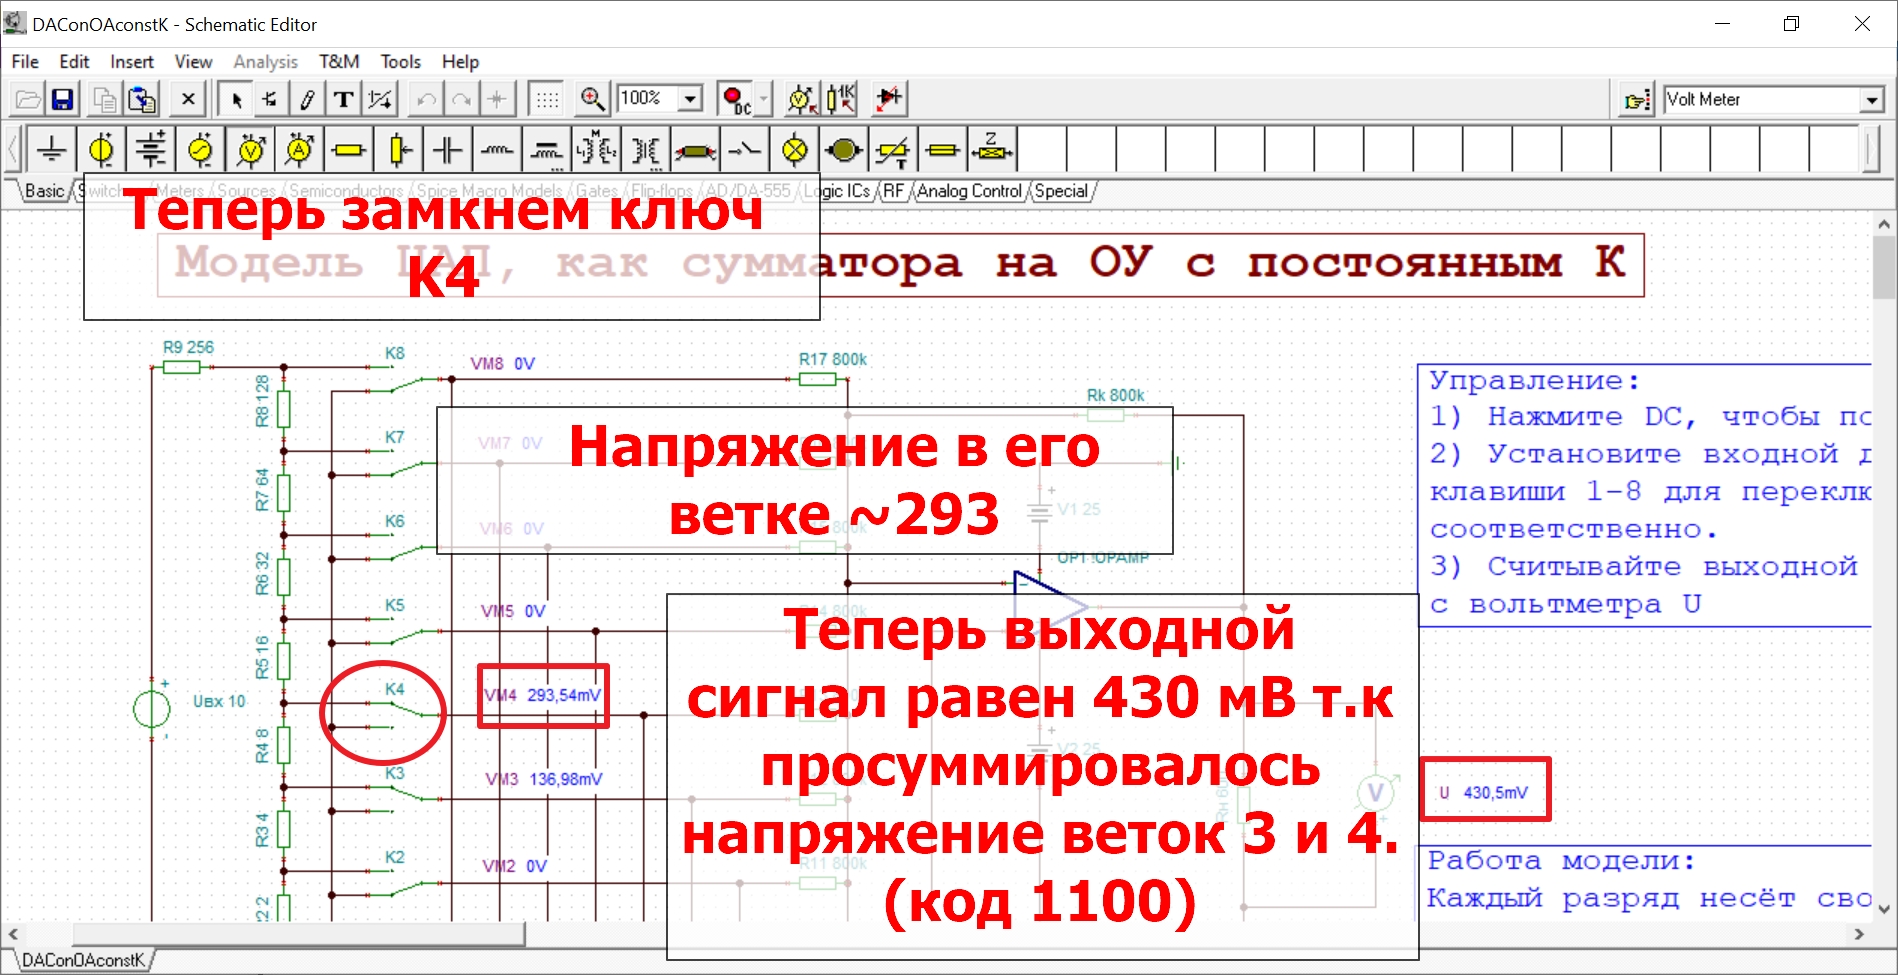 DAConOAconstK - Schematic Editor
File Edit Insert View Analysis T&M Tools Help
100% DC 1K Volt Meter
Basic Switch Meters Sources Semiconductors Spice Macro Models Gates Flip-flops AD/DA-555 Logic ICs RF Analog Control Special
Теперь замкнем ключ
К4
Модель ЦАП, как сумматора на ОУ с постоянным К
R9 256
K8
VM8 0V
R17 800k
R8 128
Rk 800k
Управление:
1) Нажмите DC, чтобы по
2) Установите входной д
клавиши 1-8 для переклю
соответственно.
3) Считывайте выходной
с вольтметра U
K7
VM7 0V
Напряжение в его
ветке ~293
R7 64
V1 25
K6
VM6 0V
OP1 !OPAMP
R6 32
K5
VM5 0V
Теперь выходной
сигнал равен 430 мВ т.к
просуммировалось
напряжение веток 3 и 4.
(код 1100)
R5 16
K4
VM4 293,54mV
Uвх 10
+
-
R4 8
V2 25
K3
VM3 136,98mV
V
U 430,5mV
R3 4
K2
VM2 0V
R11 800k
Работа модели:
Каждый разряд несёт сво
DAConOAconstK